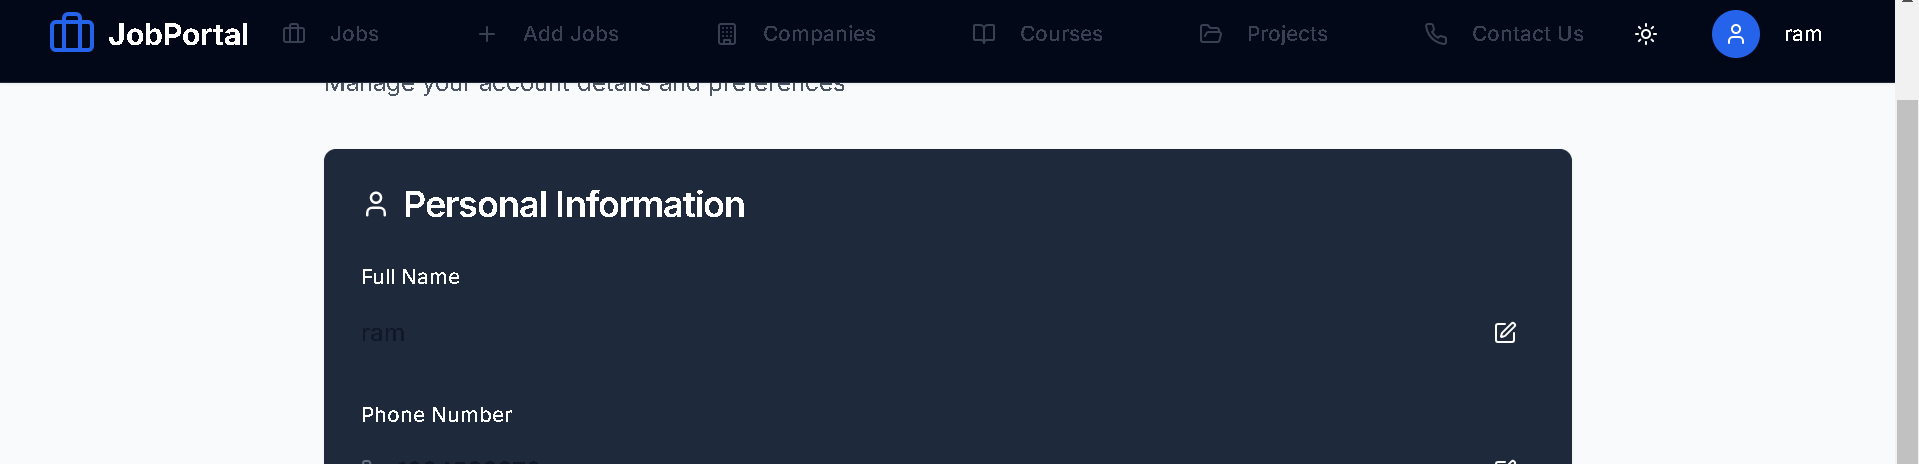 JobPortal Jobs Add Jobs Companies Courses Projects Contact Us ram
Manage your account details and preferences
Personal Information
Full Name
ram
Phone Number